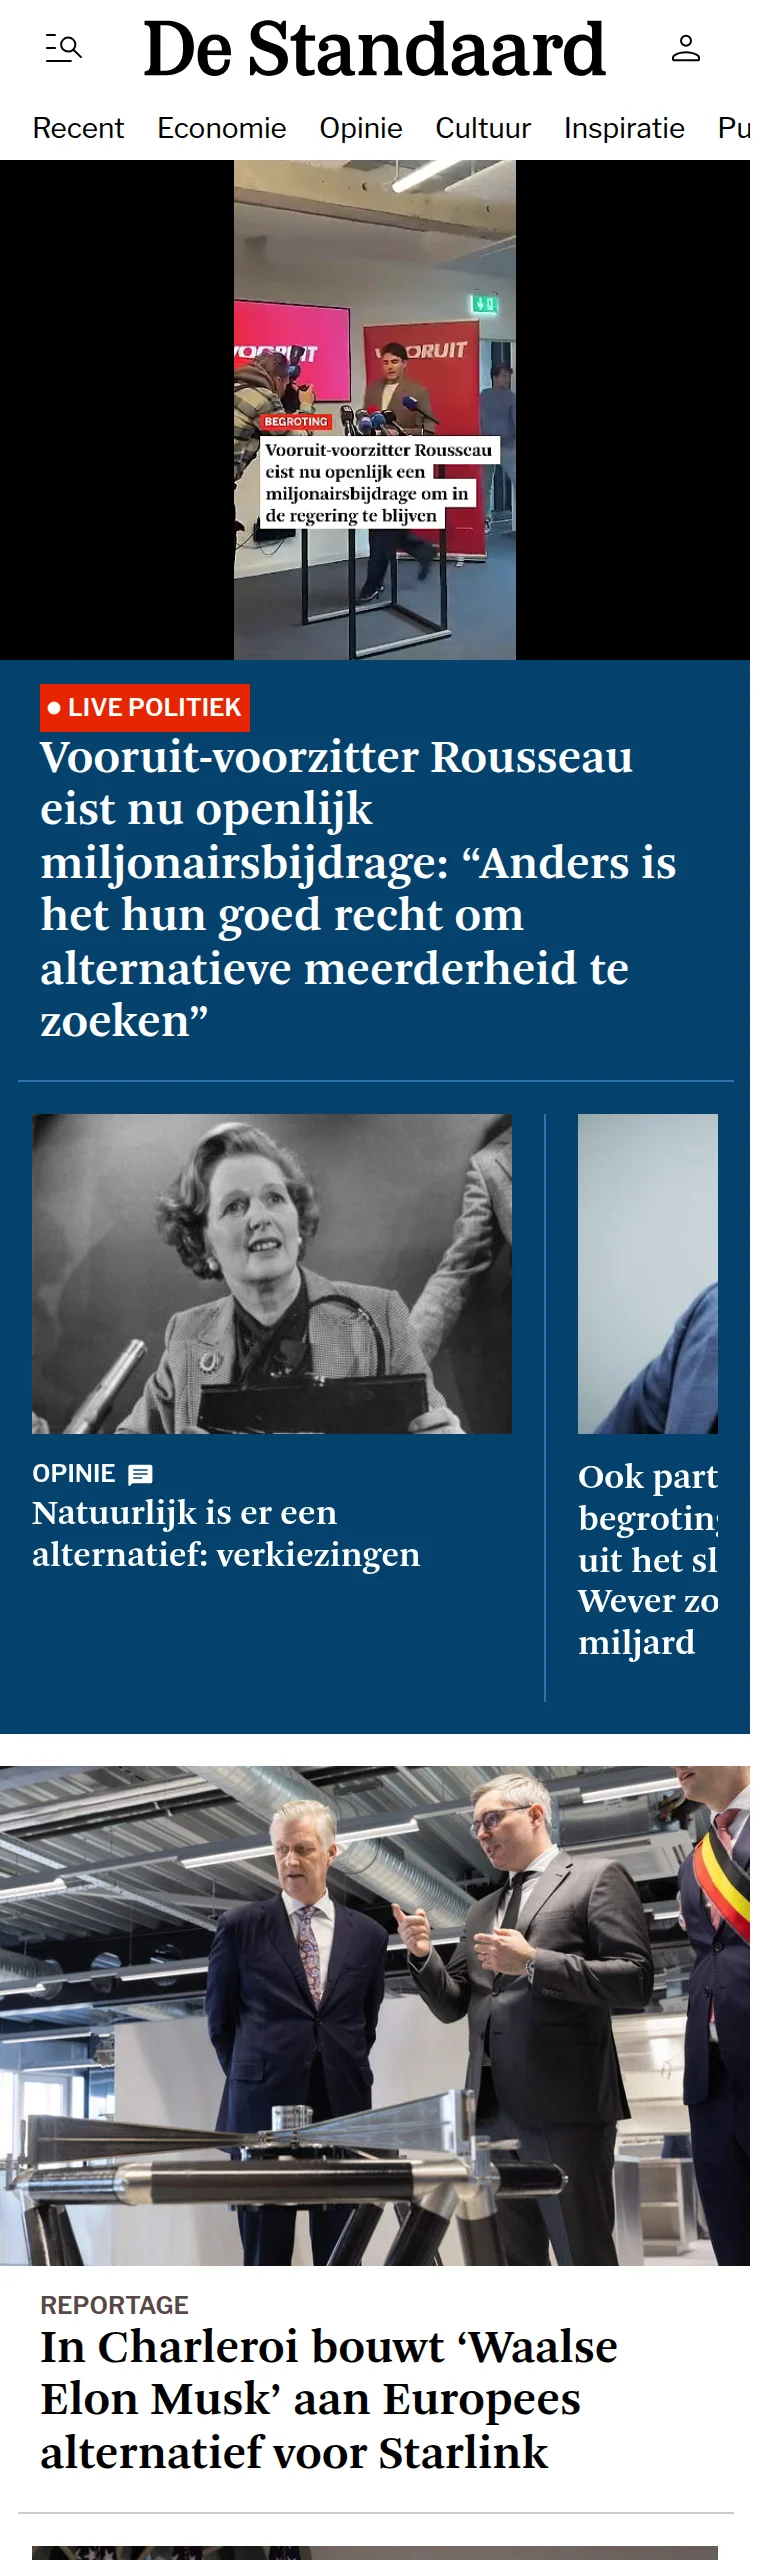 De Standaard
Recent Economie Opinie Cultuur Inspiratie Pu
VOORUIT
BEGROTING
Vooruit-voorzitter Rousseau
eist nu openlijk een
miljonairsbijdrage om in
de regering te blijven
LIVE POLITIEK
Vooruit-voorzitter Rousseau
eist nu openlijk
miljonairsbijdrage: “Anders is
het hun goed recht om
alternatieve meerderheid te
zoeken”
OPINIE
Natuurlijk is er een
alternatief: verkiezingen
Ook part
begroting
uit het sl
Wever zo
miljard
REPORTAGE
In Charleroi bouwt ‘Waalse
Elon Musk’ aan Europees
alternatief voor Starlink